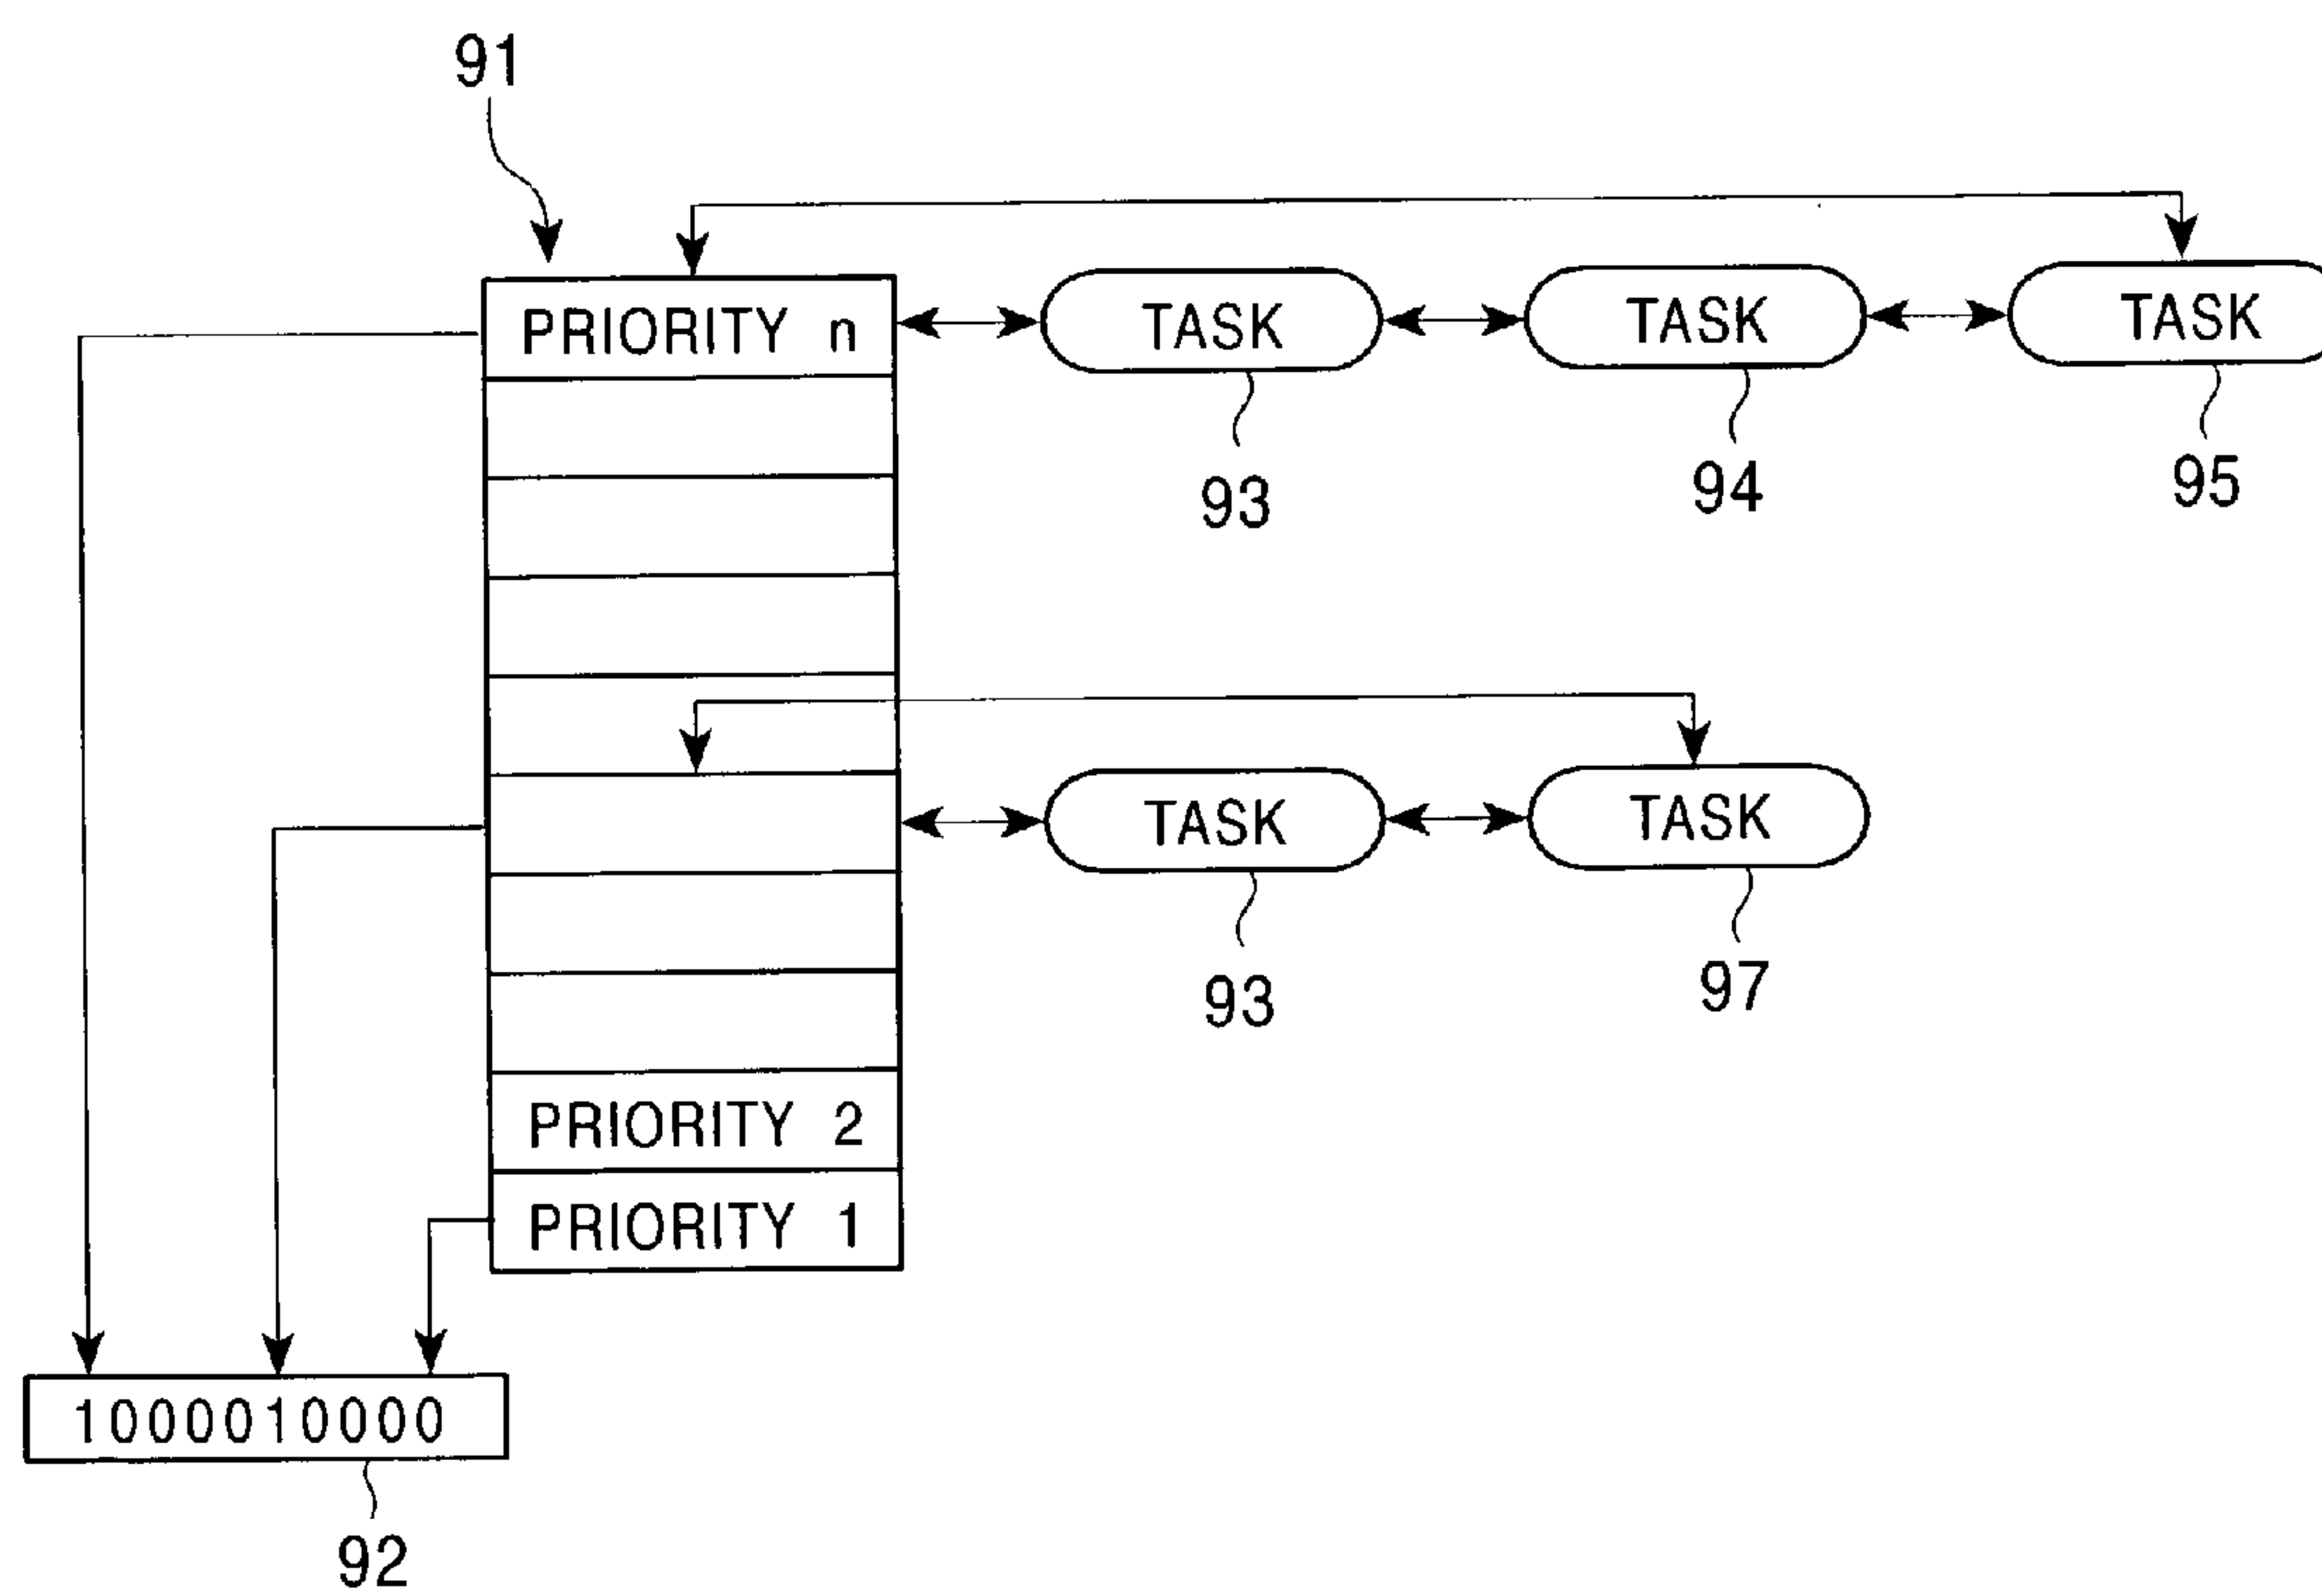 91
PRIORITY n
TASK
TASK
TASK
93
94
95
TASK
TASK
93
97
PRIORITY 2
PRIORITY 1
1000010000
92